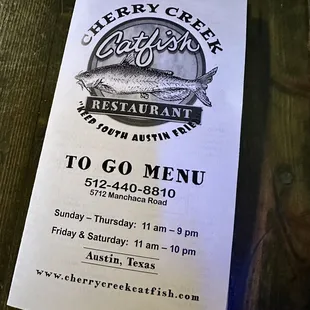 CHERRY CREEK
Catfish
RESTAURANT
"KEEP SOUTH AUSTIN FRIED"
TO GO MENU
512-440-8810
5712 Manchaca Road
Sunday – Thursday: 11 am – 9 pm
Friday & Saturday: 11 am – 10 pm
Austin, Texas
www.cherrycreekcatfish.com